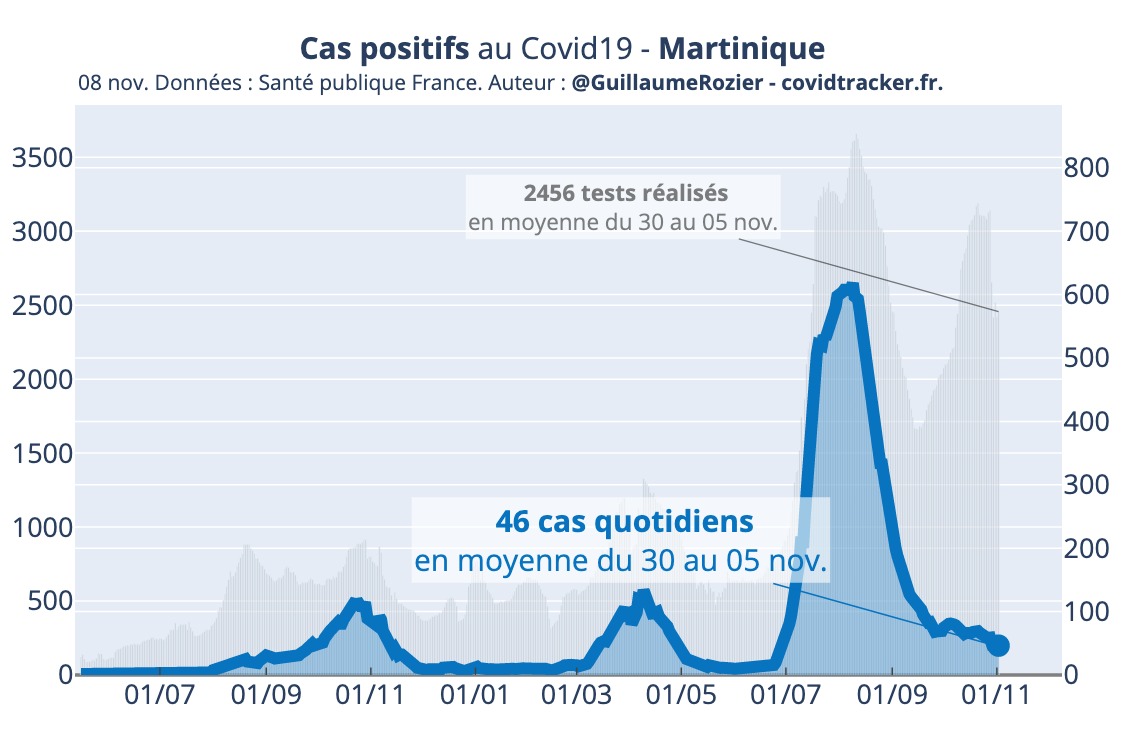 Cas positifs au Covid19 - Martinique
08 nov. Données : Santé publique France. Auteur : @GuillaumeRozier - covidtracker.fr.
3500
3000
2500
2000
1500
1000
500
0
800
700
600
500
400
300
200
100
0
2456 tests réalisés
en moyenne du 30 au 05 nov.
46 cas quotidiens
en moyenne du 30 au 05 nov.
01/07 01/09 01/11 01/01 01/03 01/05 01/07 01/09 01/11